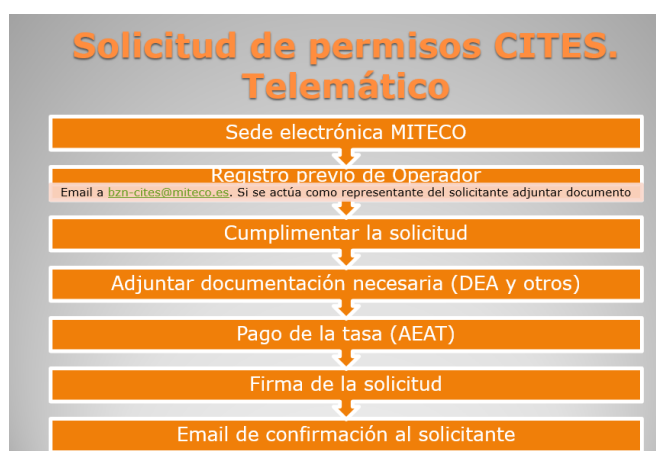 Solicitud de permisos CITES.
Telemático
Sede electrónica MITECO
Registro previo de Operador
Email a bzn-cites@miteco.es. Si se actúa como representante del solicitante adjuntar documento
Cumplimentar la solicitud
Adjuntar documentación necesaria (DEA y otros)
Pago de la tasa (AEAT)
Firma de la solicitud
Email de confirmación al solicitante